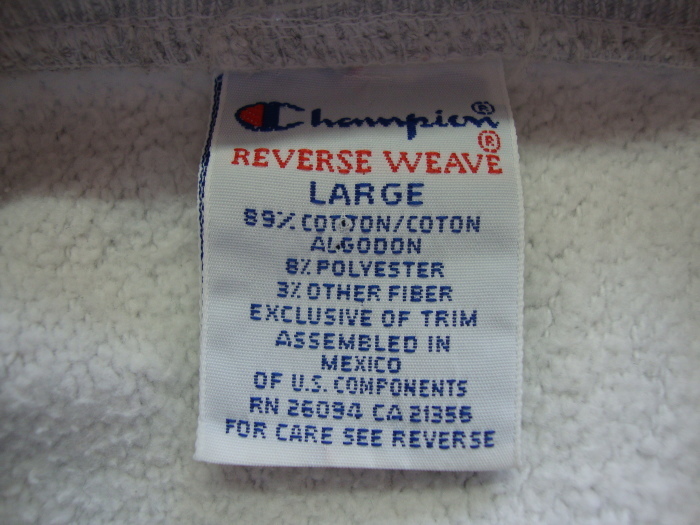 Champion®
REVERSE WEAVE®
LARGE
89% COTTON/COTON
ALGODON
8% POLYESTER
3% OTHER FIBER
EXCLUSIVE OF TRIM
ASSEMBLED IN
MEXICO
OF U.S. COMPONENTS
RN 26094 CA 21356
FOR CARE SEE REVERSE